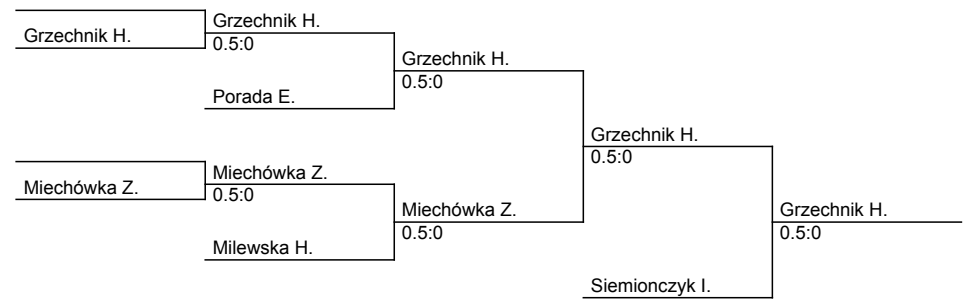 Grzechnik H.
Grzechnik H.
0.5:0
Grzechnik H.
0.5:0
Porada E.
Grzechnik H.
0.5:0
Miechówka Z.
Miechówka Z.
0.5:0
Miechówka Z.
0.5:0
Grzechnik H.
0.5:0
Milewska H.
Siemionczyk I.